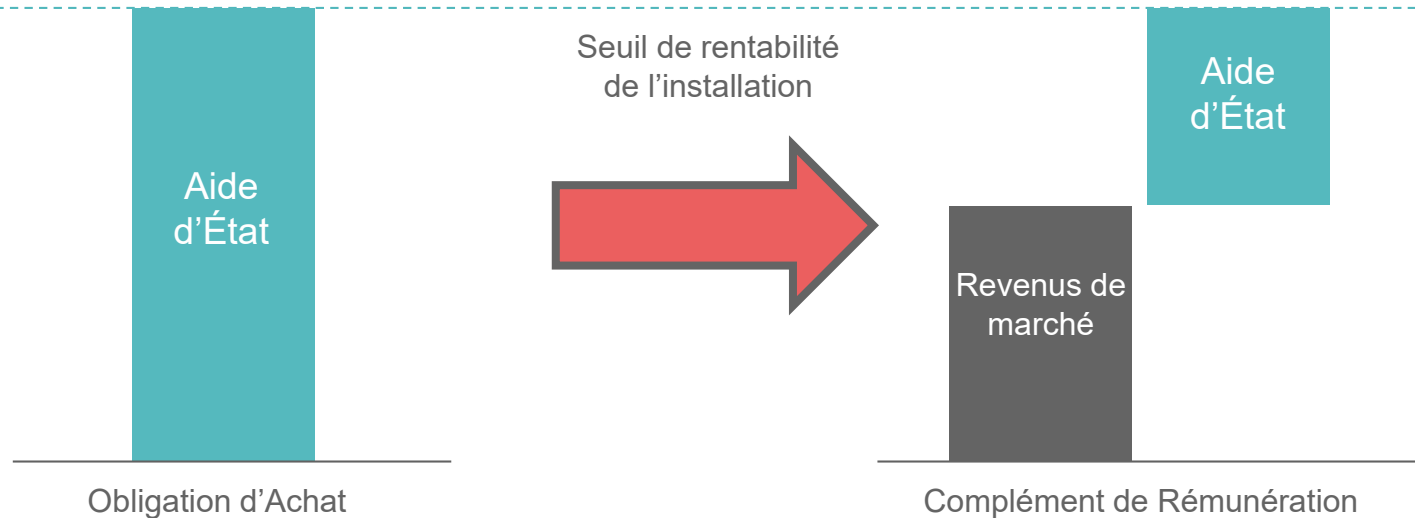 Seuil de rentabilité
de l’installation
Aide
d’État
Aide
d’État
Revenus de
marché
Obligation d’Achat
Complément de Rémunération